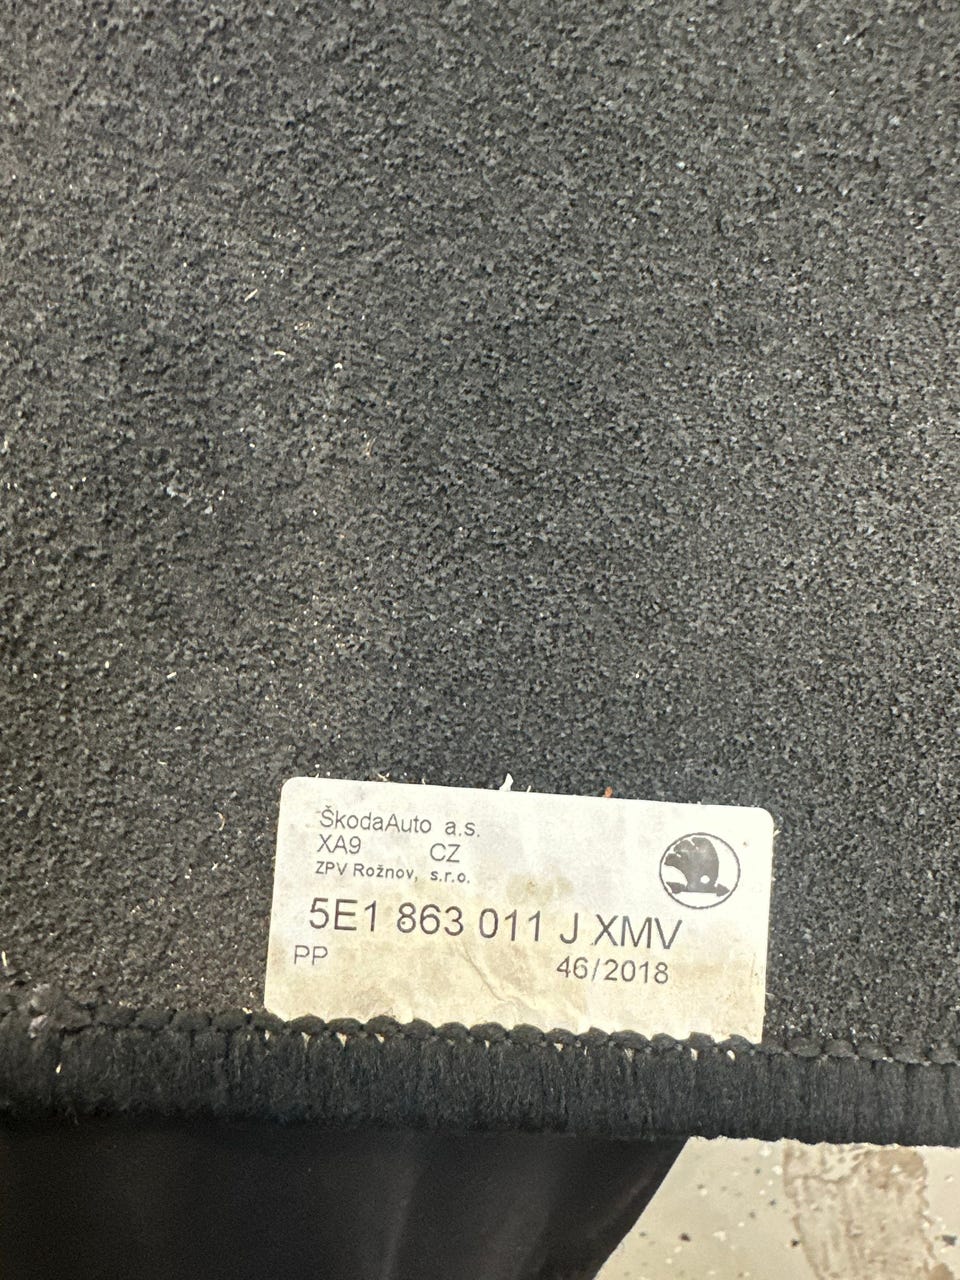 ŠkodaAuto a.s.
XA9 CZ
ZPV Rožnov, s.r.o.
5E1 863 011 J XMV
PP 46/2018